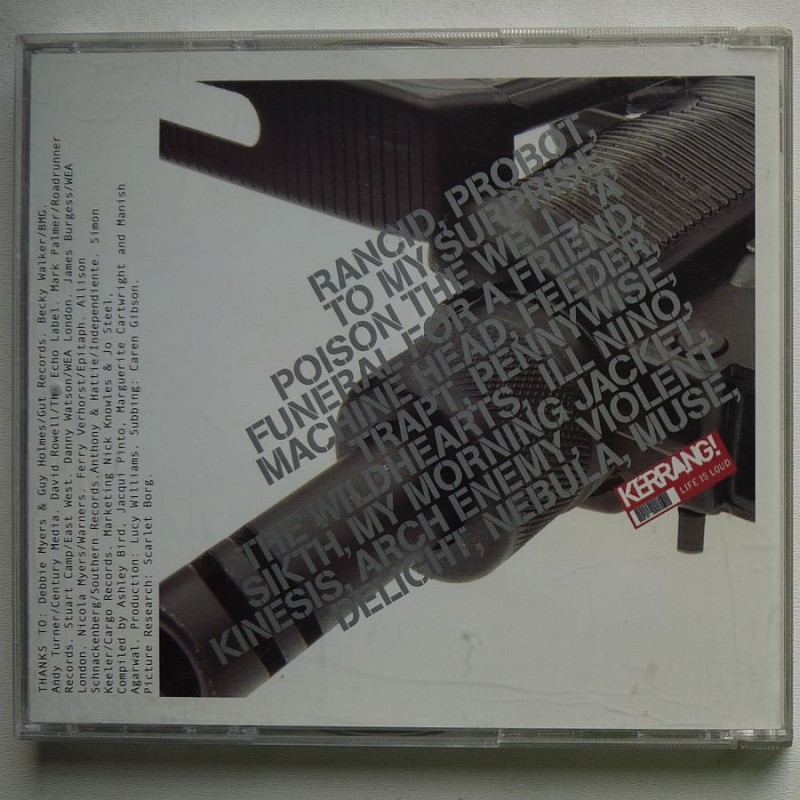 RANCID, PROBOT,
TO MY SURPRISE,
POISON THE WELL, A
FUNERAL FOR A FRIEND,
MACHINE HEAD, FEEDER,
TRAPT, PENNYWISE,
THE WILDHEARTS, ILL NINO,
SIKTH, MY MORNING JACKET,
KINESIS, ARCH ENEMY, VIOLENT
DELIGHT, NEBULA, MUSE,
KERRANG!
LIFE IS LOUD
THANKS TO: Debbie Myers & Guy Holmes/Gut Records. Becky Walker/BMG.
Andy Turner/Century Media. David Rowell/The Echo Label. Mark Palmer/Roadrunner
Records. Stuart Camp/East West. Danny Watson/WEA London. James Burgess/WEA
London. Nicola Myers/Warners. Ferry Verhorst/Epitaph. Allison
Schnackenberg/Southern Records.Anthony & Hattie/Independiente. Simon
Keeler/Cargo Records. Marketing Nick Knowles & Jo Steel,
Compiled by Ashley Bird, Jacqui Pinto, Marguerite Cartwright and Manish
Agarwal. Production: Lucy Williams. Subbing: Caren Gibson.
Picture Research: Scarlet Borg.